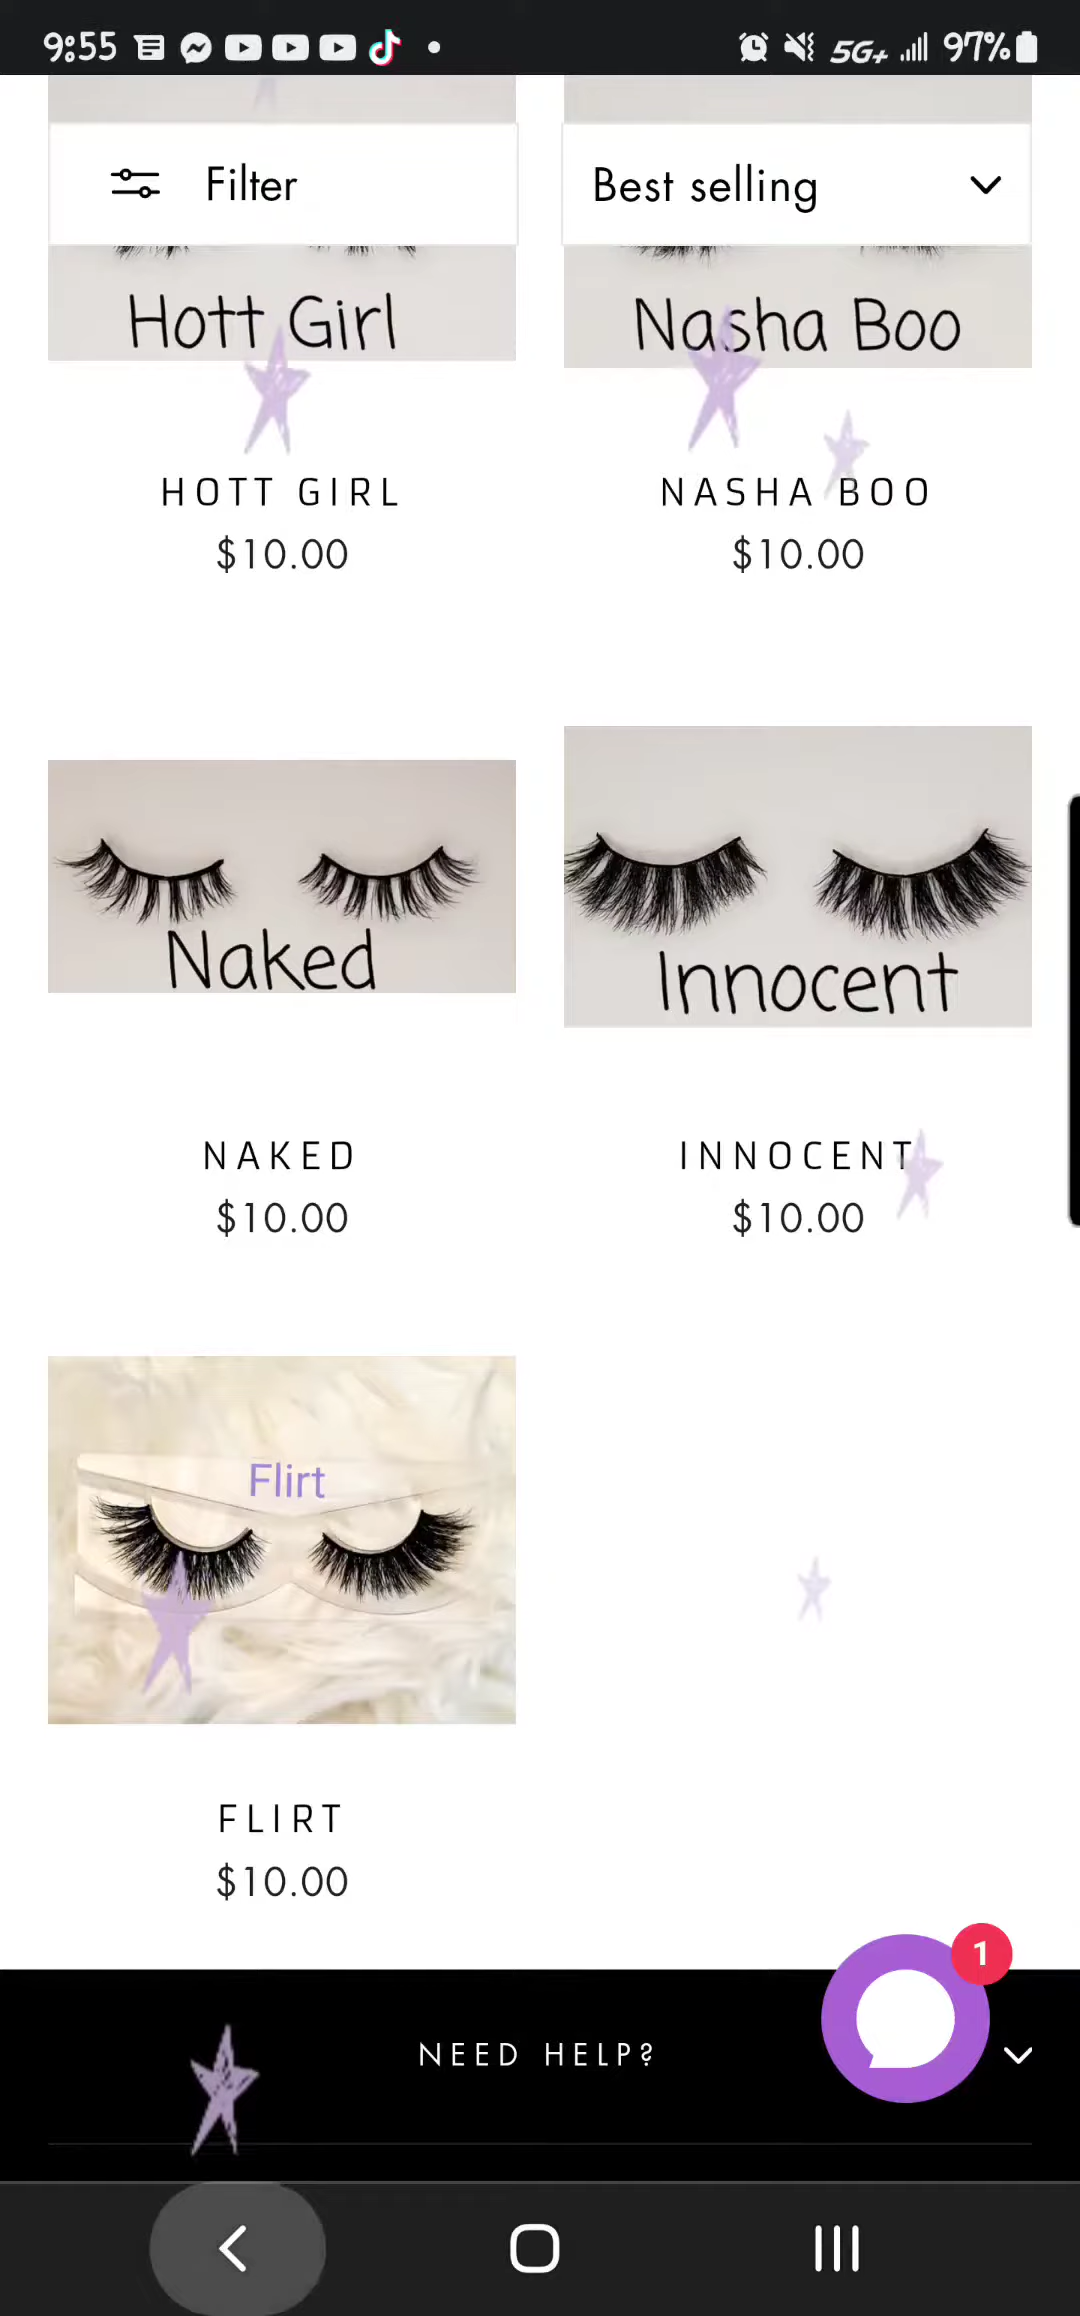 9:55
5G+ 97%
Filter
Best selling
Hott Girl
Nasha Boo
HOTT GIRL
$10.00
NASHA BOO
$10.00
Naked
Innocent
NAKED
$10.00
INNOCENT
$10.00
Flirt
FLIRT
$10.00
1
NEED HELP?